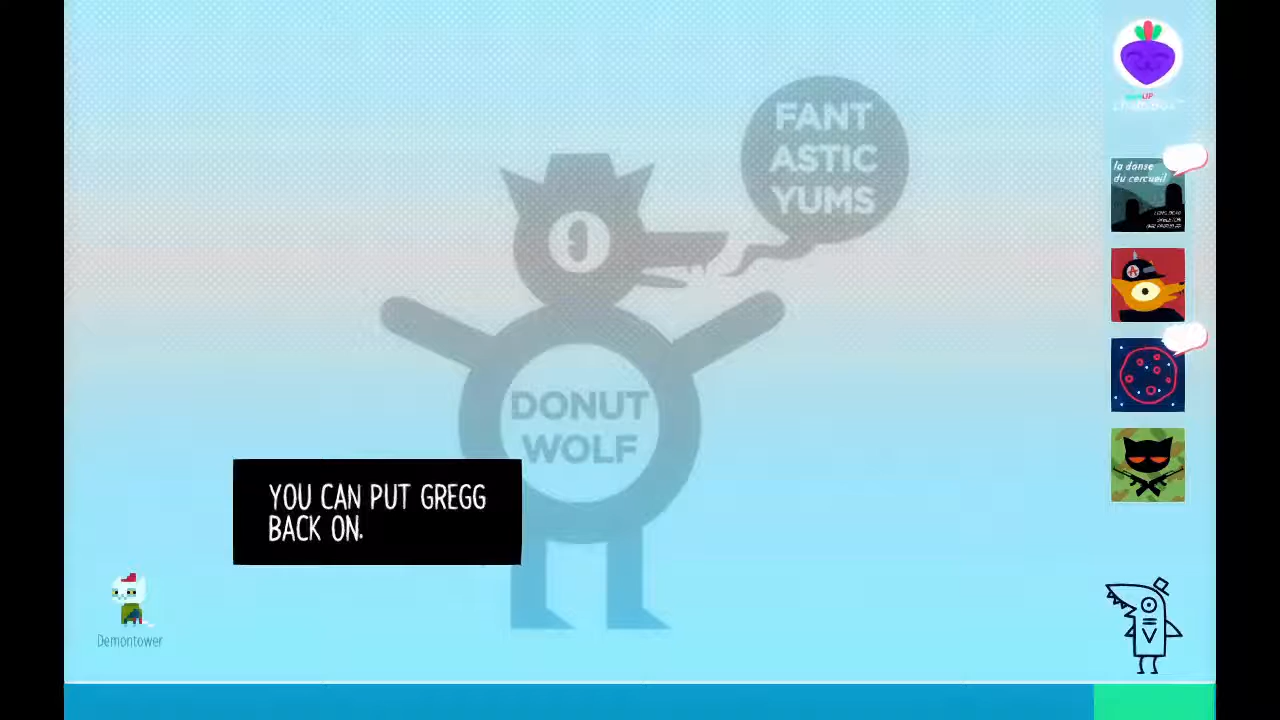 FANT
ASTIC
YUMS
la danse
du cercueil
DONUT
WOLF
YOU CAN PUT GREGG
BACK ON.
Demontower